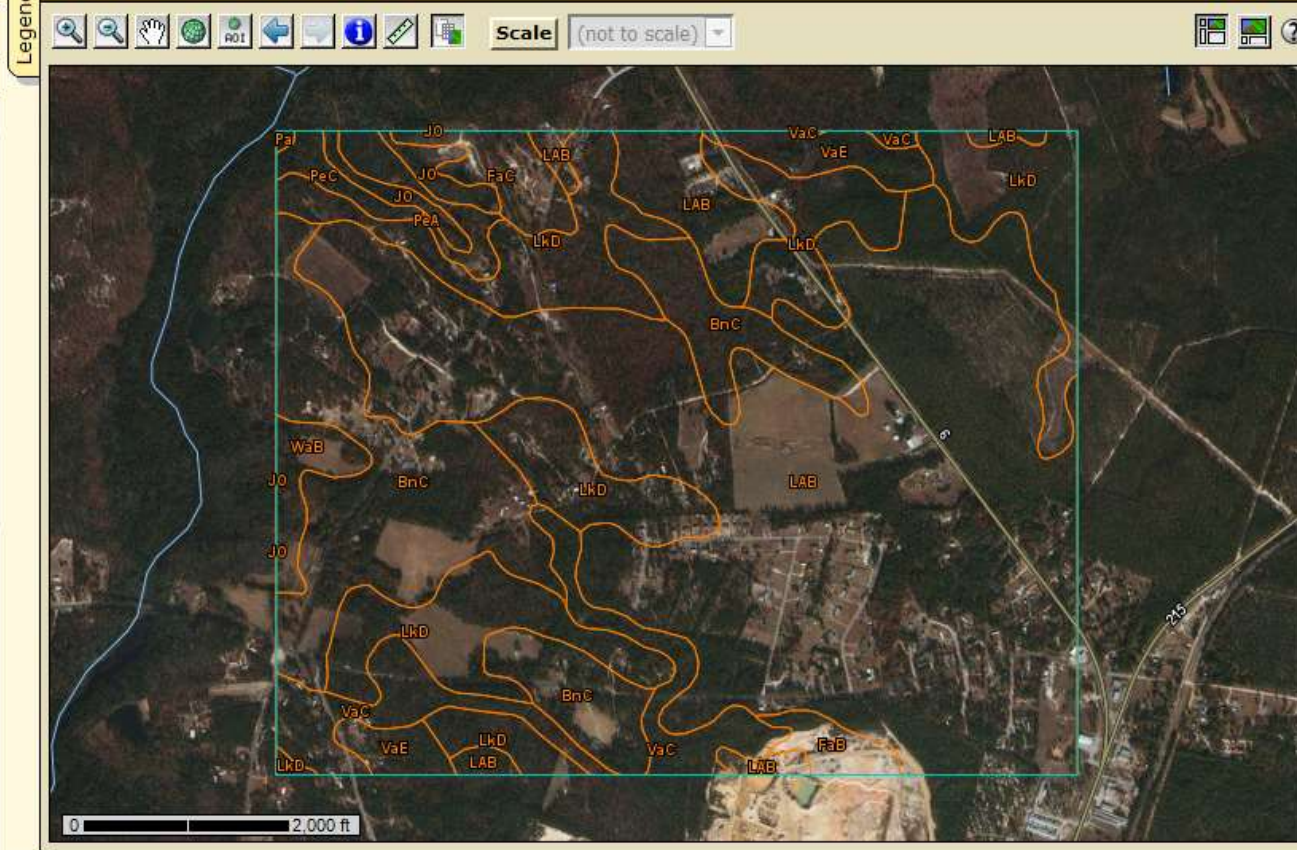 Legend
AOI
Scale
(not to scale)
?
Pa
JO
VaC
VaC
LAB
LAB
VaE
PeC
JO
FaC
LkD
JO
LAB
PeA
LkD
LkD
BnC
6
WaB
JO
BnC
LkD
LAB
JO
215
LkD
BnC
VaC
VaE
LkD
VaC
FaB
LkD
LAB
LAB
0 2,000 ft